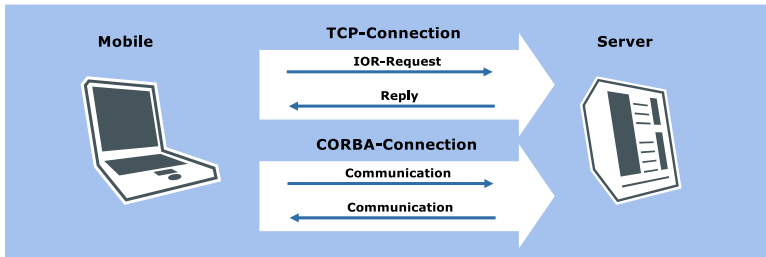 Mobile
TCP-Connection
Server
IOR-Request
Reply
CORBA-Connection
Communication
Communication